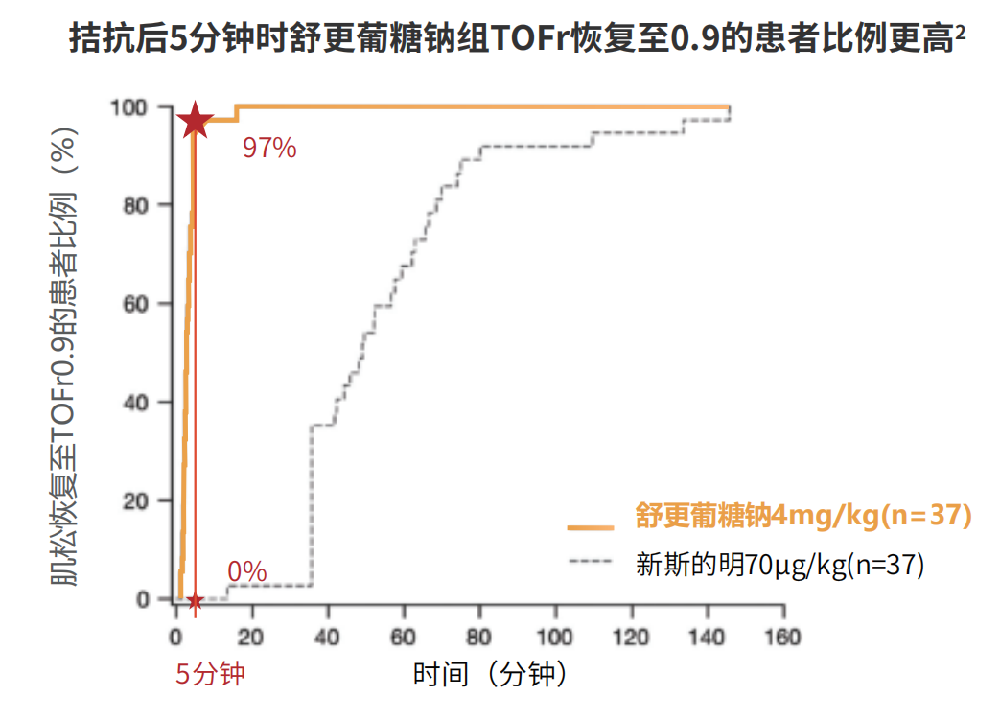 拮抗后5分钟时舒更葡糖钠组TOFr恢复至0.9的患者比例更高²
肌松恢复至TOFr0.9的患者比例（%）
100
80
60
40
20
0
97%
0%
舒更葡糖钠4mg/kg(n=37)
新斯的明70μg/kg(n=37)
0 20 40 60 80 100 120 140 160
5分钟
时间（分钟）